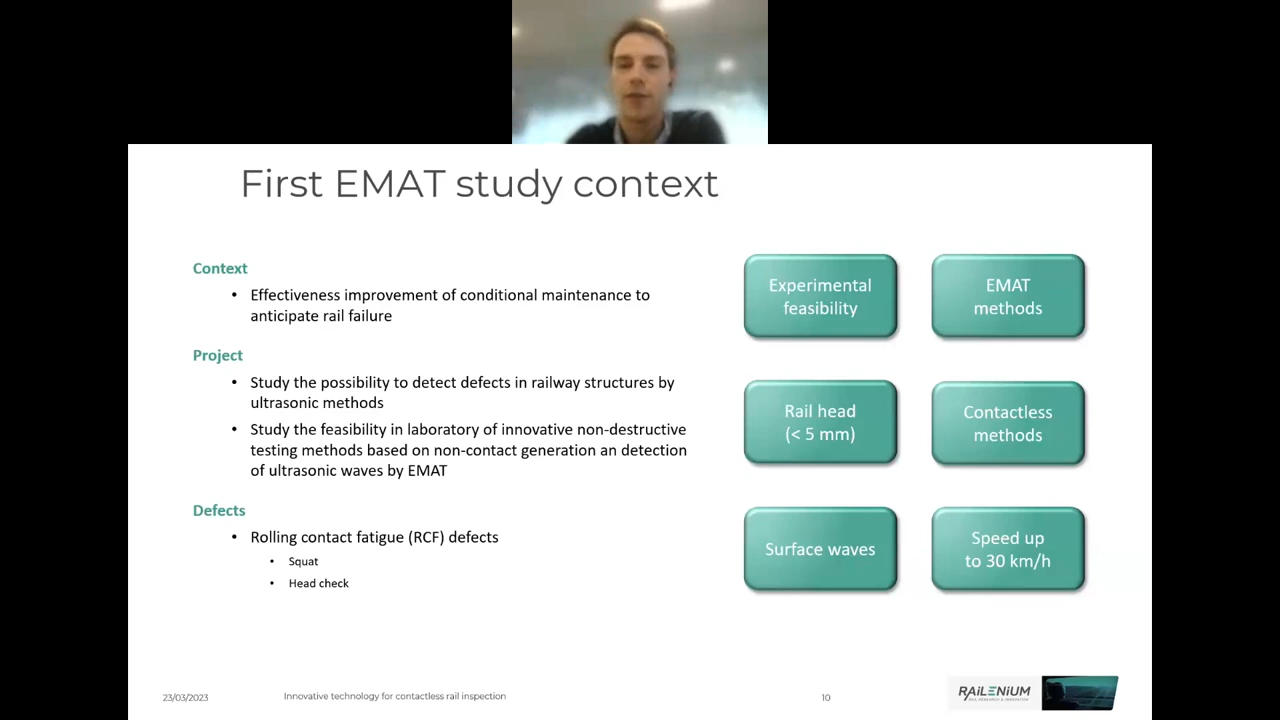 First EMAT study context
Context
• Effectiveness improvement of conditional maintenance to
anticipate rail failure
Project
• Study the possibility to detect defects in railway structures by
ultrasonic methods
• Study the feasibility in laboratory of innovative non-destructive
testing methods based on non-contact generation an detection
of ultrasonic waves by EMAT
Defects
• Rolling contact fatigue (RCF) defects
• Squat
• Head check
Experimental
feasibility
EMAT
methods
Rail head
(< 5 mm)
Contactless
methods
Surface waves
Speed up
to 30 km/h
23/03/2023
Innovative technology for contactless rail inspection
10
RAILENIUM
RAIL RESEARCH & INNOVATION